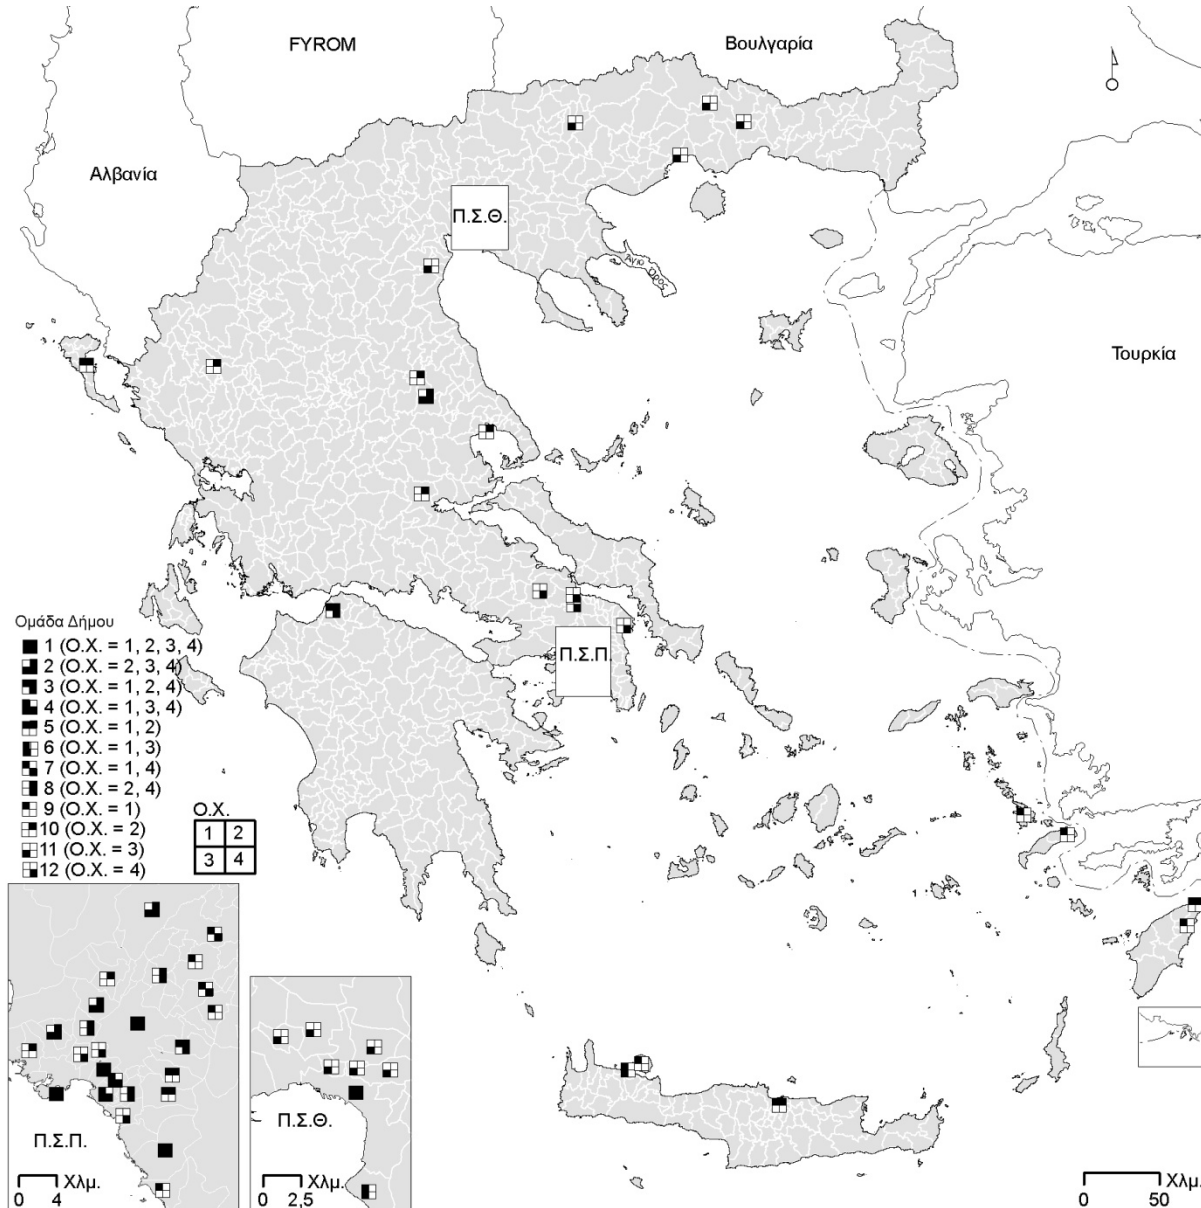 FYROM
Βουλγαρία
Αλβανία
Π.Σ.Θ.
Άγιο Όρος
Τουρκία
Π.Σ.Π.
Ομάδα Δήμου
1 (Ο.Χ. = 1, 2, 3, 4)
2 (Ο.Χ. = 2, 3, 4)
3 (Ο.Χ. = 1, 2, 4)
4 (Ο.Χ. = 1, 3, 4)
5 (Ο.Χ. = 1, 2)
6 (Ο.Χ. = 1, 3)
7 (Ο.Χ. = 1, 4)
8 (Ο.Χ. = 2, 4)
9 (Ο.Χ. = 1)
10 (Ο.Χ. = 2)
11 (Ο.Χ. = 3)
12 (Ο.Χ. = 4)
Ο.Χ.
1 2
3 4
Π.Σ.Π.
Χλμ.
0 4
Π.Σ.Θ.
Χλμ.
0 2,5
Χλμ.
0 50